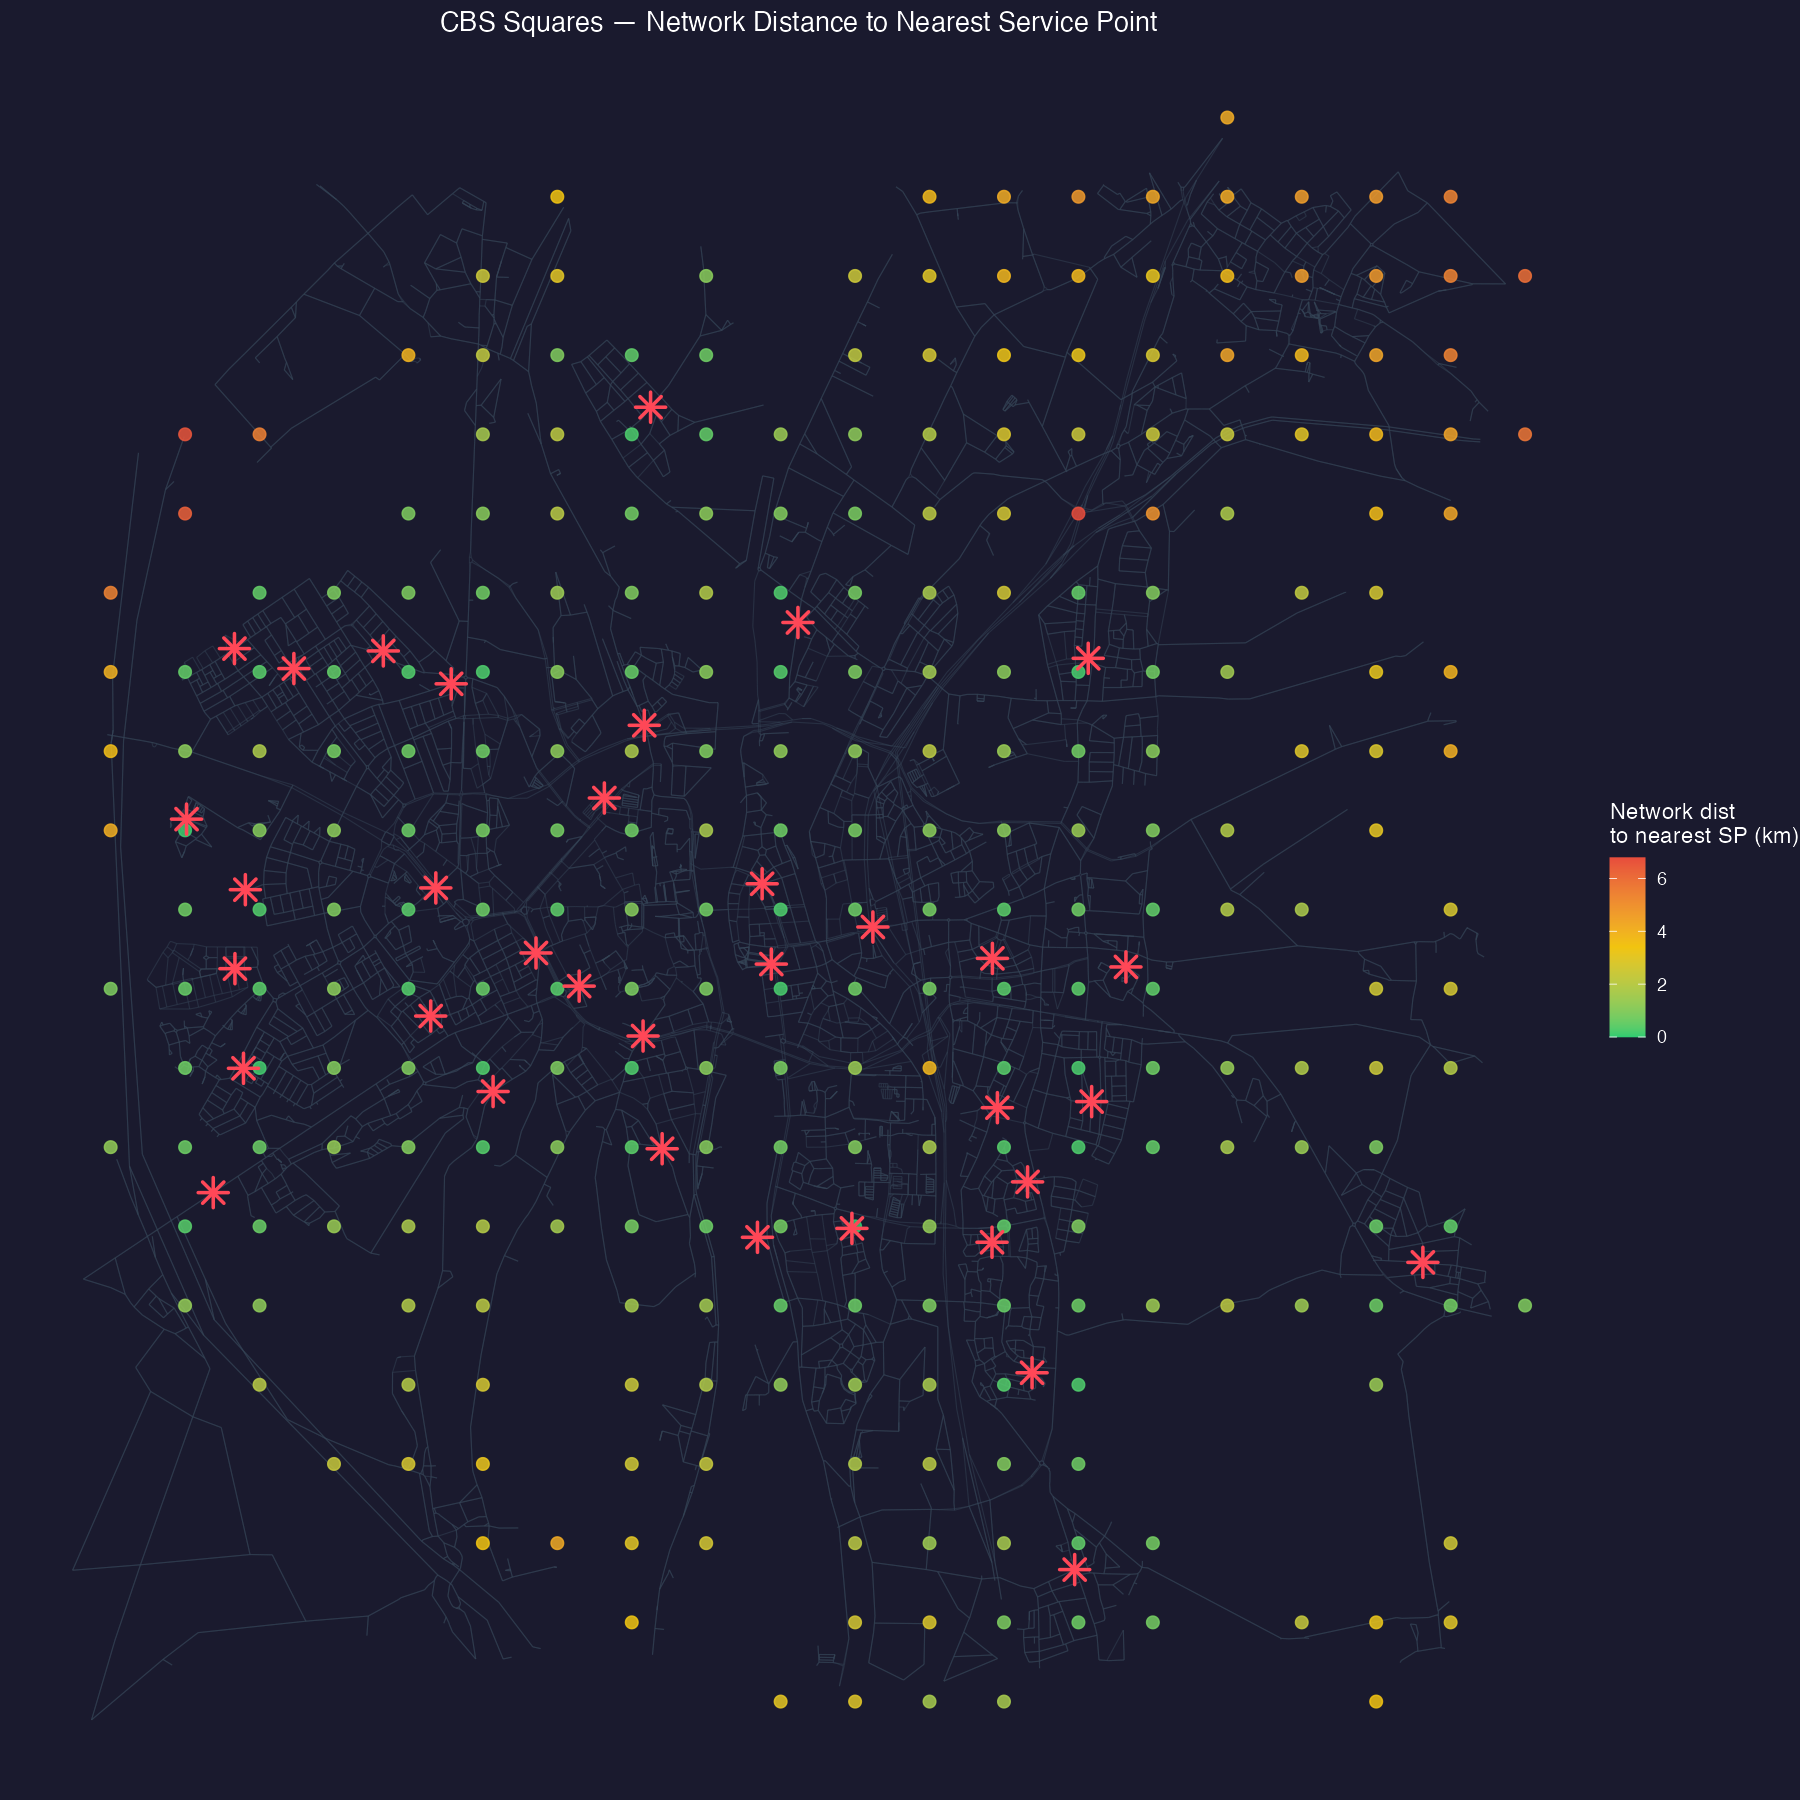 CBS Squares — Network Distance to Nearest Service Point
Network dist
to nearest SP (km)
6
4
2
0